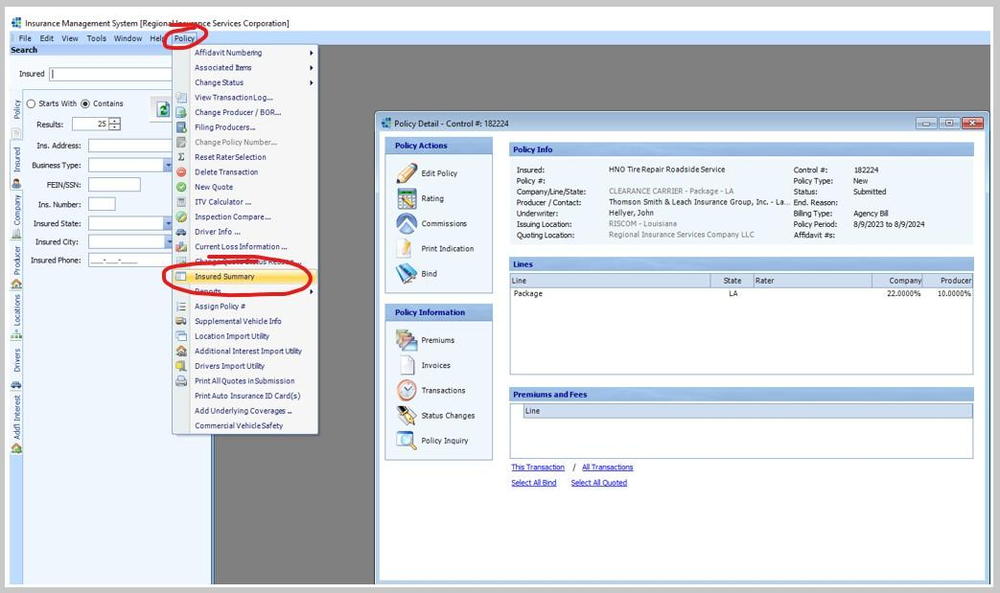 Insurance Management System [Regional Insurance Services Corporation]
File Edit View Tools Window Help Policy
Search
Insured
Starts With Contains
Results: 25
Ins. Address:
Business Type:
FEIN/SSN:
Ins. Number:
Insured State:
Insured City:
Insured Phone: ___-___-____
Policy
Insured
Company
Producer
Locations
Drivers
Add'l Interest
Affidavit Numbering
Associated Items
Change Status
View Transaction Log...
Change Producer / BOR...
Filing Producers...
Change Policy Number...
Reset Rater Selection
Delete Transaction
New Quote
ITV Calculator ...
Inspection Compare...
Driver Info ...
Current Loss Information ...
Change Quote Status Reason...
Insured Summary
Reports
Assign Policy #
Supplemental Vehicle Info
Location Import Utility
Additional Interest Import Utility
Drivers Import Utility
Print All Quotes in Submission
Print Auto Insurance ID Card(s)
Add Underlying Coverages ...
Commercial Vehicle Safety
Policy Detail - Control #: 182224
Policy Actions
Edit Policy
Rating
Commissions
Print Indication
Bind
Policy Information
Premiums
Invoices
Transactions
Status Changes
Policy Inquiry
Policy Info
Insured: HNO Tire Repair Roadside Service Control #: 182224
Policy #: Policy Type: New
Company/Line/State: CLEARANCE CARRIER - Package - LA Status: Submitted
Producer / Contact: Thomson Smith & Leach Insurance Group, Inc. - La... End. Reason:
Underwriter: Hellyer, John Billing Type: Agency Bill
Issuing Location: RISCOM - Louisiana Policy Period: 8/9/2023 to 8/9/2024
Quoting Location: Regional Insurance Services Company LLC Affidavit #s:
Lines
Line State Rater Company Producer
Package LA 22.0000% 10.0000%
Premiums and Fees
Line
This Transaction / All Transactions
Select All Bind Select All Quoted